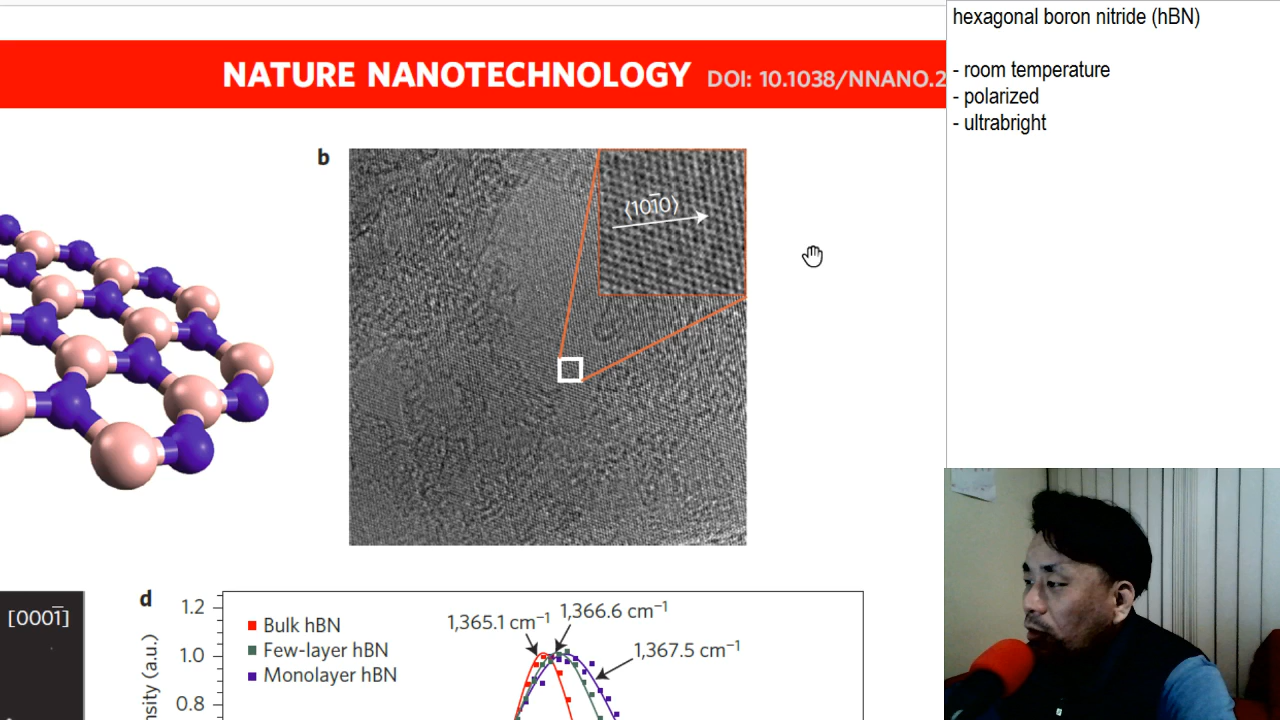 NATURE NANOTECHNOLOGY DOI: 10.1038/NNANO.2
hexagonal boron nitride (hBN)
- room temperature
- polarized
- ultrabright
b
⟨101̅0⟩
[0001̅]
d
1.2
1.0
0.8
nsity (a.u.)
Bulk hBN
Few-layer hBN
Monolayer hBN
1,365.1 cm⁻¹
1,366.6 cm⁻¹
1,367.5 cm⁻¹